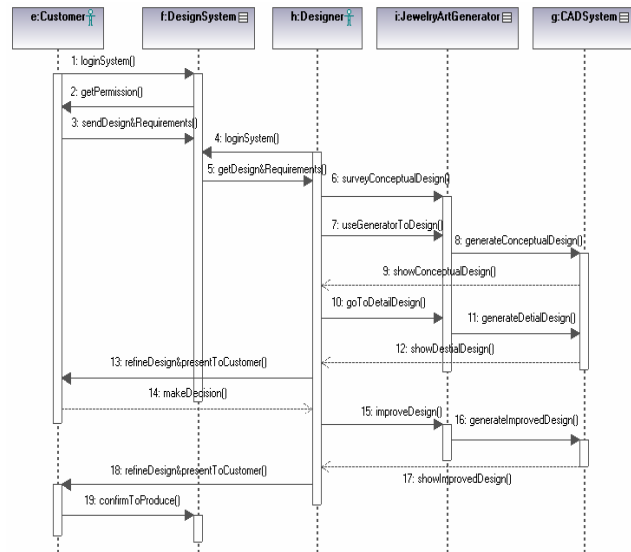 e:Customer
f:DesignSystem
h:Designer
i:JewelryArtGenerator
g:CADSystem
1: loginSystem()
2: getPermission()
3: sendDesign&Requirements()
4: loginSystem()
5: getDesign&Requirements()
6: surveyConceptualDesign()
7: useGeneratorToDesign()
8: generateConceptualDesign()
9: showConceptualDesign()
10: goToDetailDesign()
11: generateDetialDesign()
12: showDestialDesign()
13: refineDesign&presentToCustomer()
14: makeDecision()
15: improveDesign()
16: generateImprovedDesign()
17: showImprovedDesign()
18: refineDesign&presentToCustomer()
19: confirmToProduce()